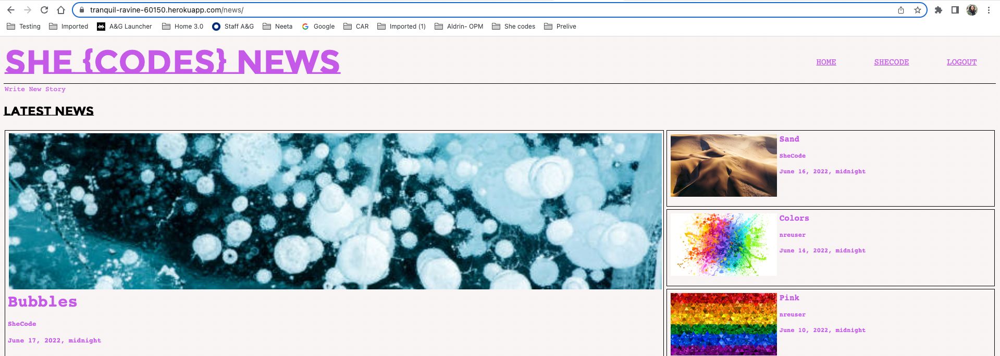 tranquil-ravine-60150.herokuapp.com/news/
Testing Imported A&G Launcher Home 3.0 Staff A&G Neeta Google CAR Imported (1) Aldrin- OPM She codes Prelive
SHE {CODES} NEWS
HOME SHECODE LOGOUT
Write New Story
LATEST NEWS
Bubbles
SheCode
June 17, 2022, midnight
Sand
SheCode
June 16, 2022, midnight
Colors
nreuser
June 14, 2022, midnight
Pink
nreuser
June 10, 2022, midnight